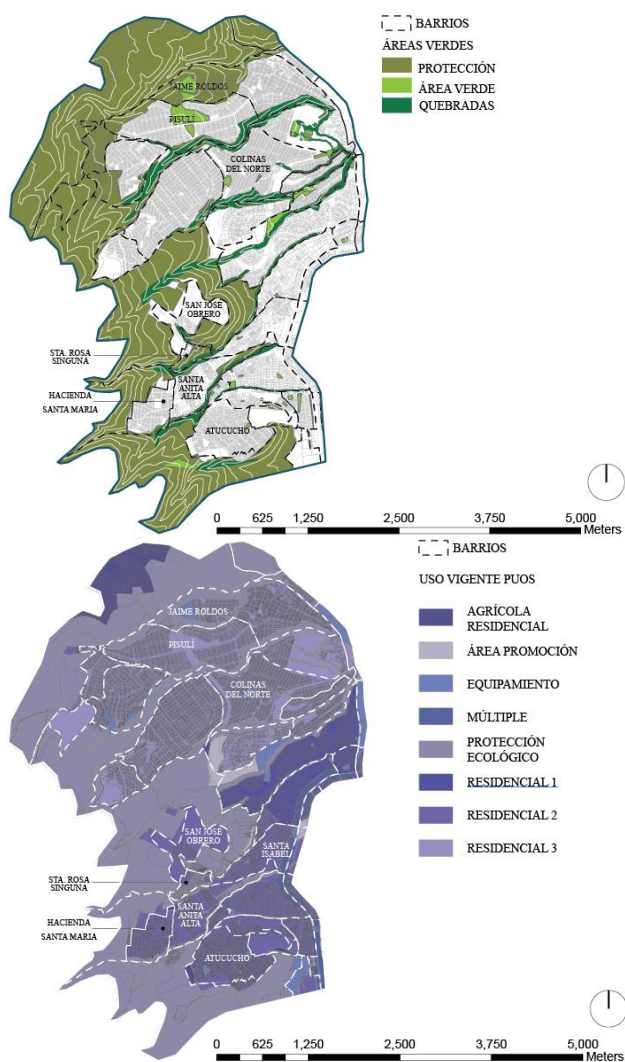 BARRIOS
ÁREAS VERDES
PROTECCIÓN
ÁREA VERDE
QUEBRADAS
JAIME ROLDOS
PISULÍ
COLINAS
DEL NORTE
SAN JOSE
OBRERO
STA. ROSA
SINGUNA
HACIENDA
SANTA MARIA
SANTA
ANITA
ALTA
ATUCUCHO
0 625 1,250 2,500 3,750 5,000
Meters
BARRIOS
USO VIGENTE PUOS
AGRÍCOLA
RESIDENCIAL
ÁREA PROMOCIÓN
EQUIPAMIENTO
MÚLTIPLE
PROTECCIÓN
ECOLÓGICO
RESIDENCIAL 1
RESIDENCIAL 2
RESIDENCIAL 3
JAIME ROLDOS
PISULÍ
COLINAS
DEL NORTE
SAN JOSE
OBRERO
SANTA
ISABEL
STA. ROSA
SINGUNA
SANTA
ANITA
ALTA
HACIENDA
SANTA MARIA
ATUCUCHO
0 625 1,250 2,500 3,750 5,000
Meters